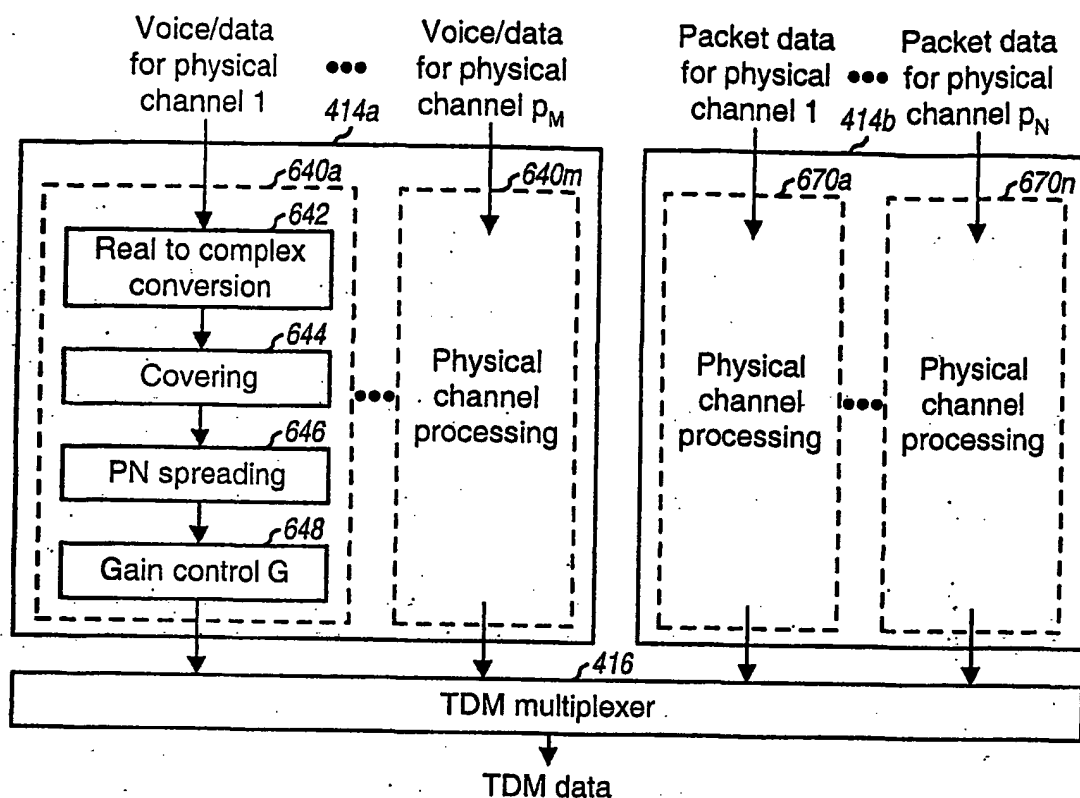 Voice/data
for physical
channel 1
Voice/data
for physical
channel pM
Packet data
for physical
channel 1
Packet data
for physical
channel pN
414a
414b
640a
640m
670a
670n
642
Real to complex
conversion
644
Covering
646
PN spreading
648
Gain control G
Physical
channel
processing
Physical
channel
processing
Physical
channel
processing
416
TDM multiplexer
TDM data